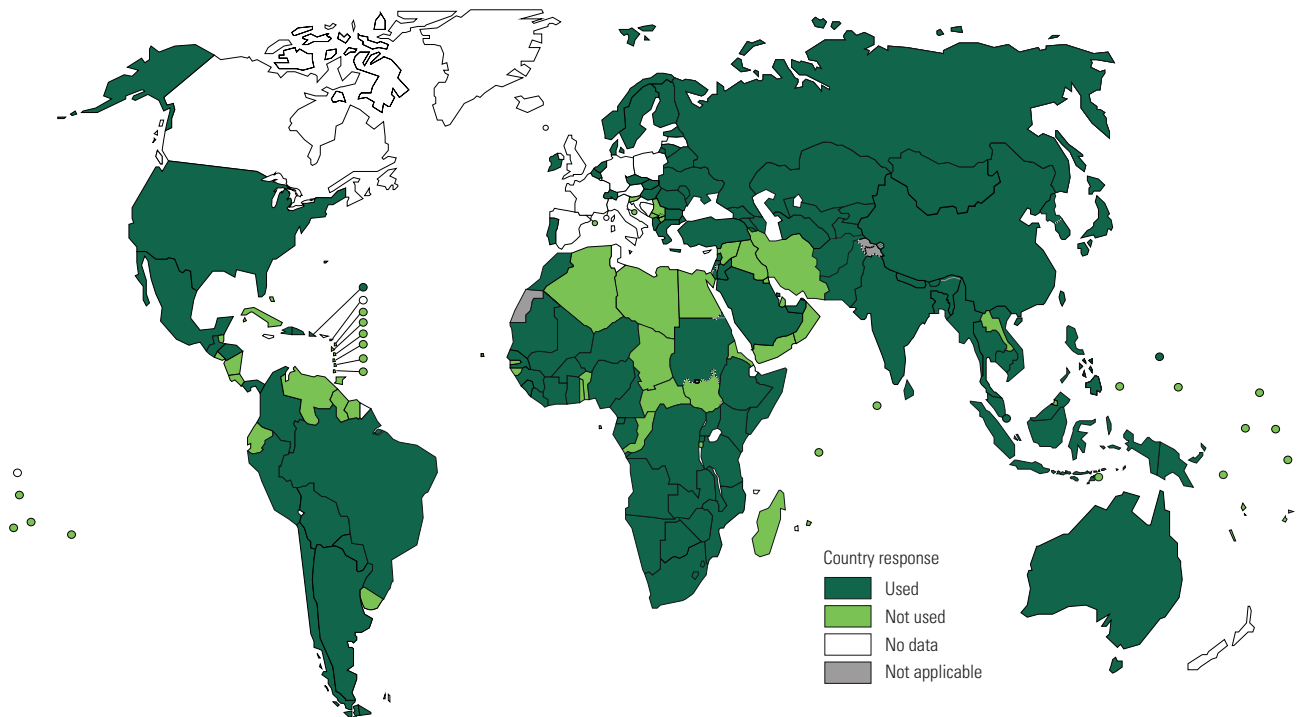 Country response
Used
Not used
No data
Not applicable